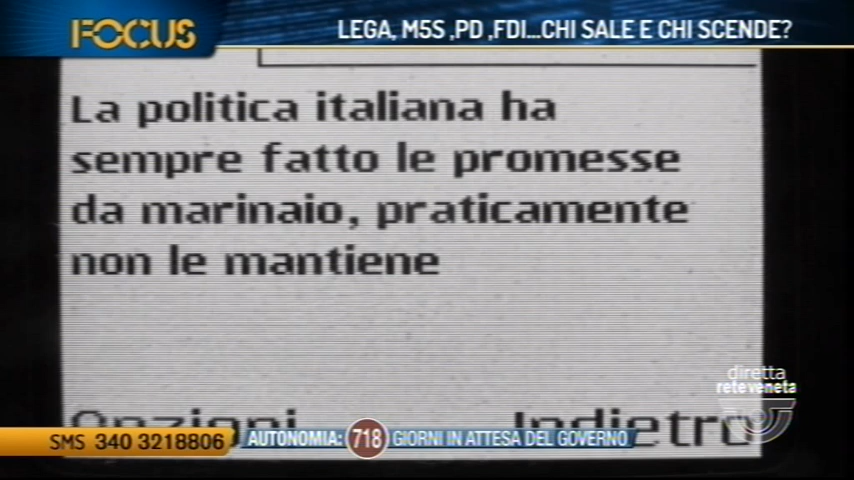 FOCUS
LEGA, M5S ,PD ,FDI...CHI SALE E CHI SCENDE?
La politica italiana ha
sempre fatto le promesse
da marinaio, praticamente
non le mantiene
diretta
reteveneta
Opzioni Indietro
SMS 340 3218806 AUTONOMIA: 718 GIORNI IN ATTESA DEL GOVERNO